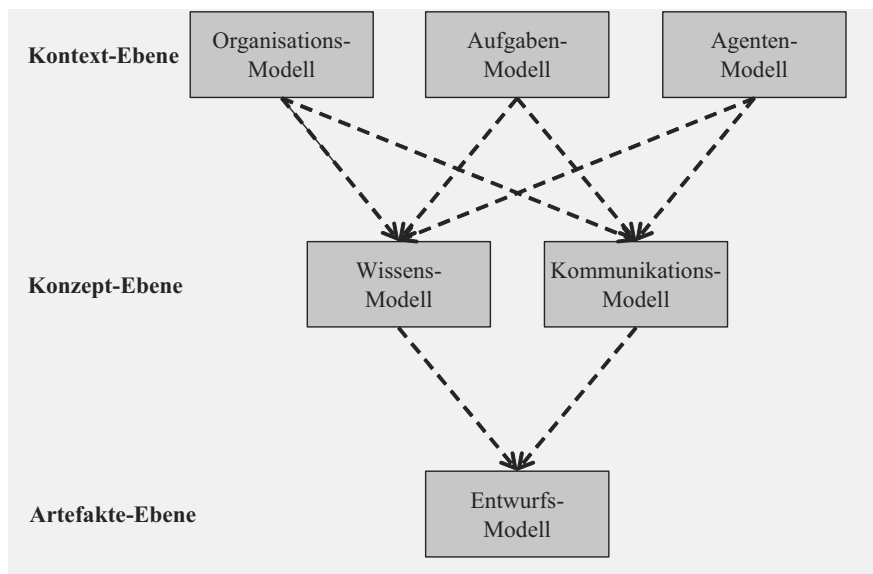 Kontext-Ebene
Organisations-
Modell
Aufgaben-
Modell
Agenten-
Modell
Konzept-Ebene
Wissens-
Modell
Kommunikations-
Modell
Artefakte-Ebene
Entwurfs-
Modell